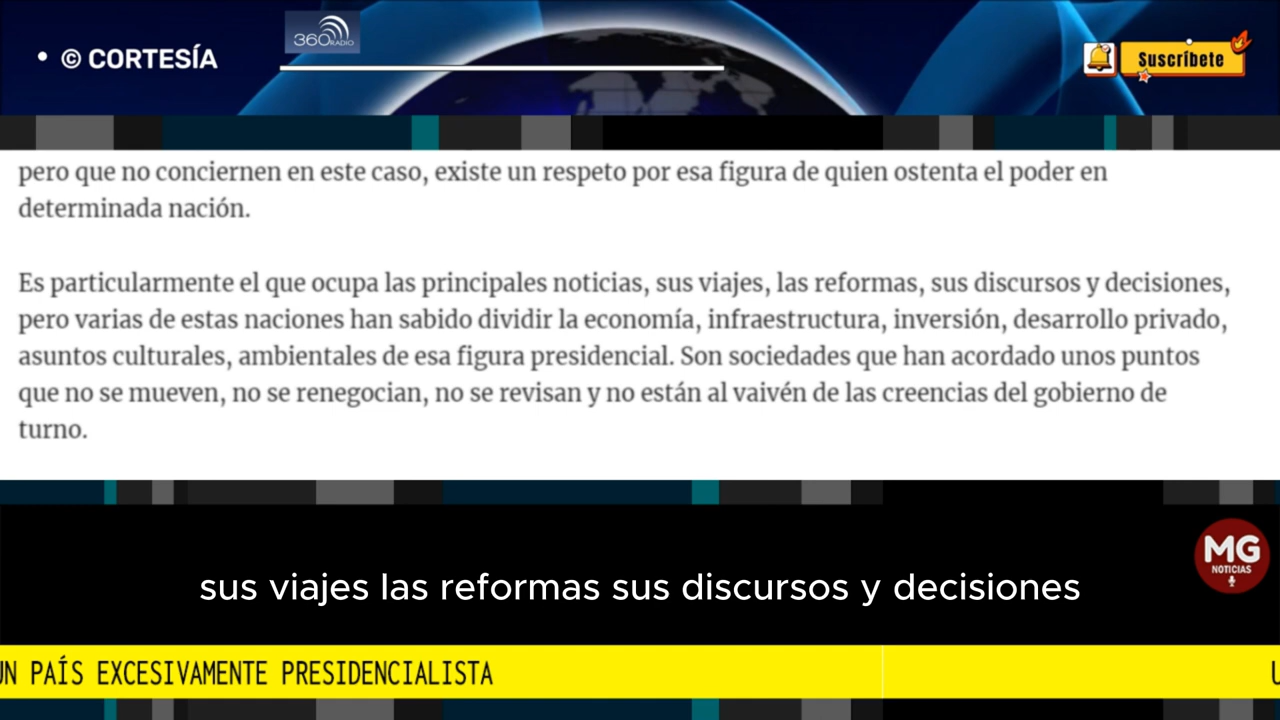 • © CORTESÍA
360RADIO
Suscríbete
pero que no conciernen en este caso, existe un respeto por esa figura de quien ostenta el poder en
determinada nación.
Es particularmente el que ocupa las principales noticias, sus viajes, las reformas, sus discursos y decisiones,
pero varias de estas naciones han sabido dividir la economía, infraestructura, inversión, desarrollo privado,
asuntos culturales, ambientales de esa figura presidencial. Son sociedades que han acordado unos puntos
que no se mueven, no se renegocian, no se revisan y no están al vaivén de las creencias del gobierno de
turno.
MG
NOTICIAS
sus viajes las reformas sus discursos y decisiones
UN PAÍS EXCESIVAMENTE PRESIDENCIALISTA U